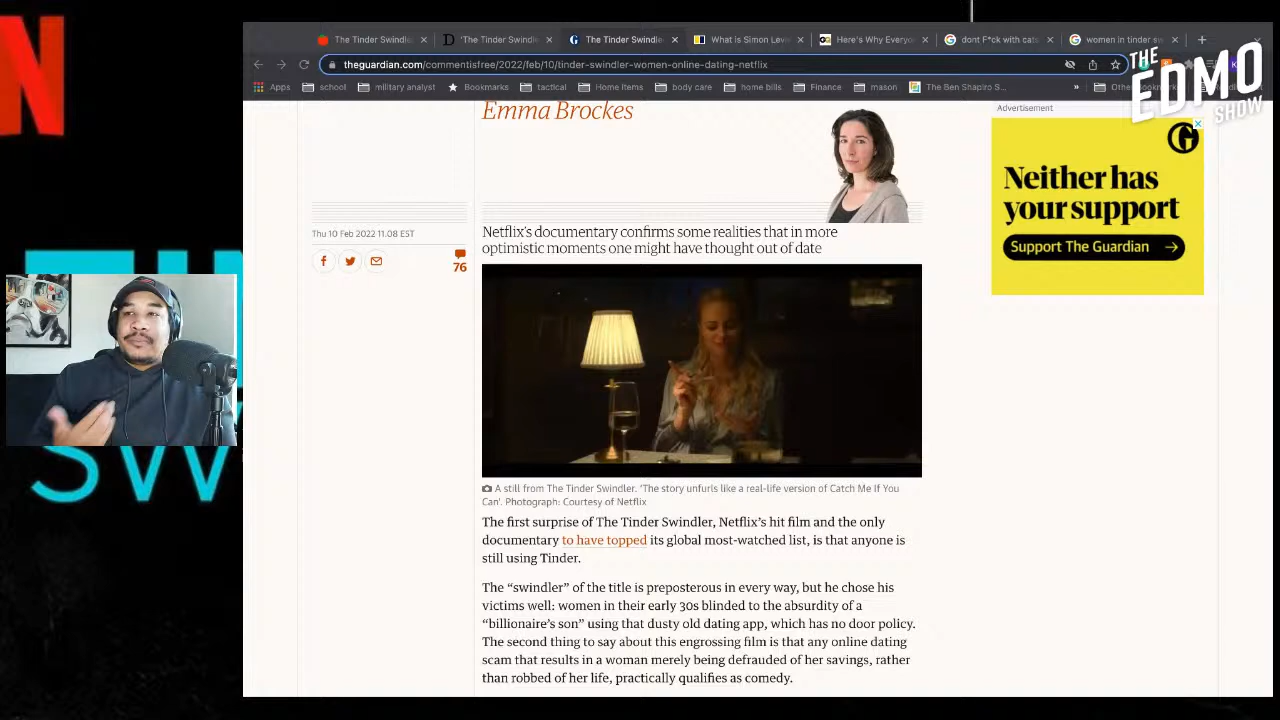 The Tinder Swindle
'The Tinder Swindle
The Tinder Swindle
What is Simon Lev
Here's Why Everyo
dont F*ck with cat
women in tinder sw
theguardian.com/commentisfree/2022/feb/10/tinder-swindler-women-online-dating-netflix
Apps
school
military analyst
Bookmarks
tactical
Home Items
body care
home bills
Finance
mason
The Ben Shapiro S...
»
THE
EDMO
SHOW
N
SW
Emma Brockes
Advertisement
Neither has
your support
Support The Guardian →
Thu 10 Feb 2022 11.08 EST
76
Netflix's documentary confirms some realities that in more
optimistic moments one might have thought out of date
A still from The Tinder Swindler. 'The story unfurls like a real-life version of Catch Me If You
Can'. Photograph: Courtesy of Netflix
The first surprise of The Tinder Swindler, Netflix's hit film and the only
documentary to have topped its global most-watched list, is that anyone is
still using Tinder.
The “swindler” of the title is preposterous in every way, but he chose his
victims well: women in their early 30s blinded to the absurdity of a
“billionaire's son” using that dusty old dating app, which has no door policy.
The second thing to say about this engrossing film is that any online dating
scam that results in a woman merely being defrauded of her savings, rather
than robbed of her life, practically qualifies as comedy.